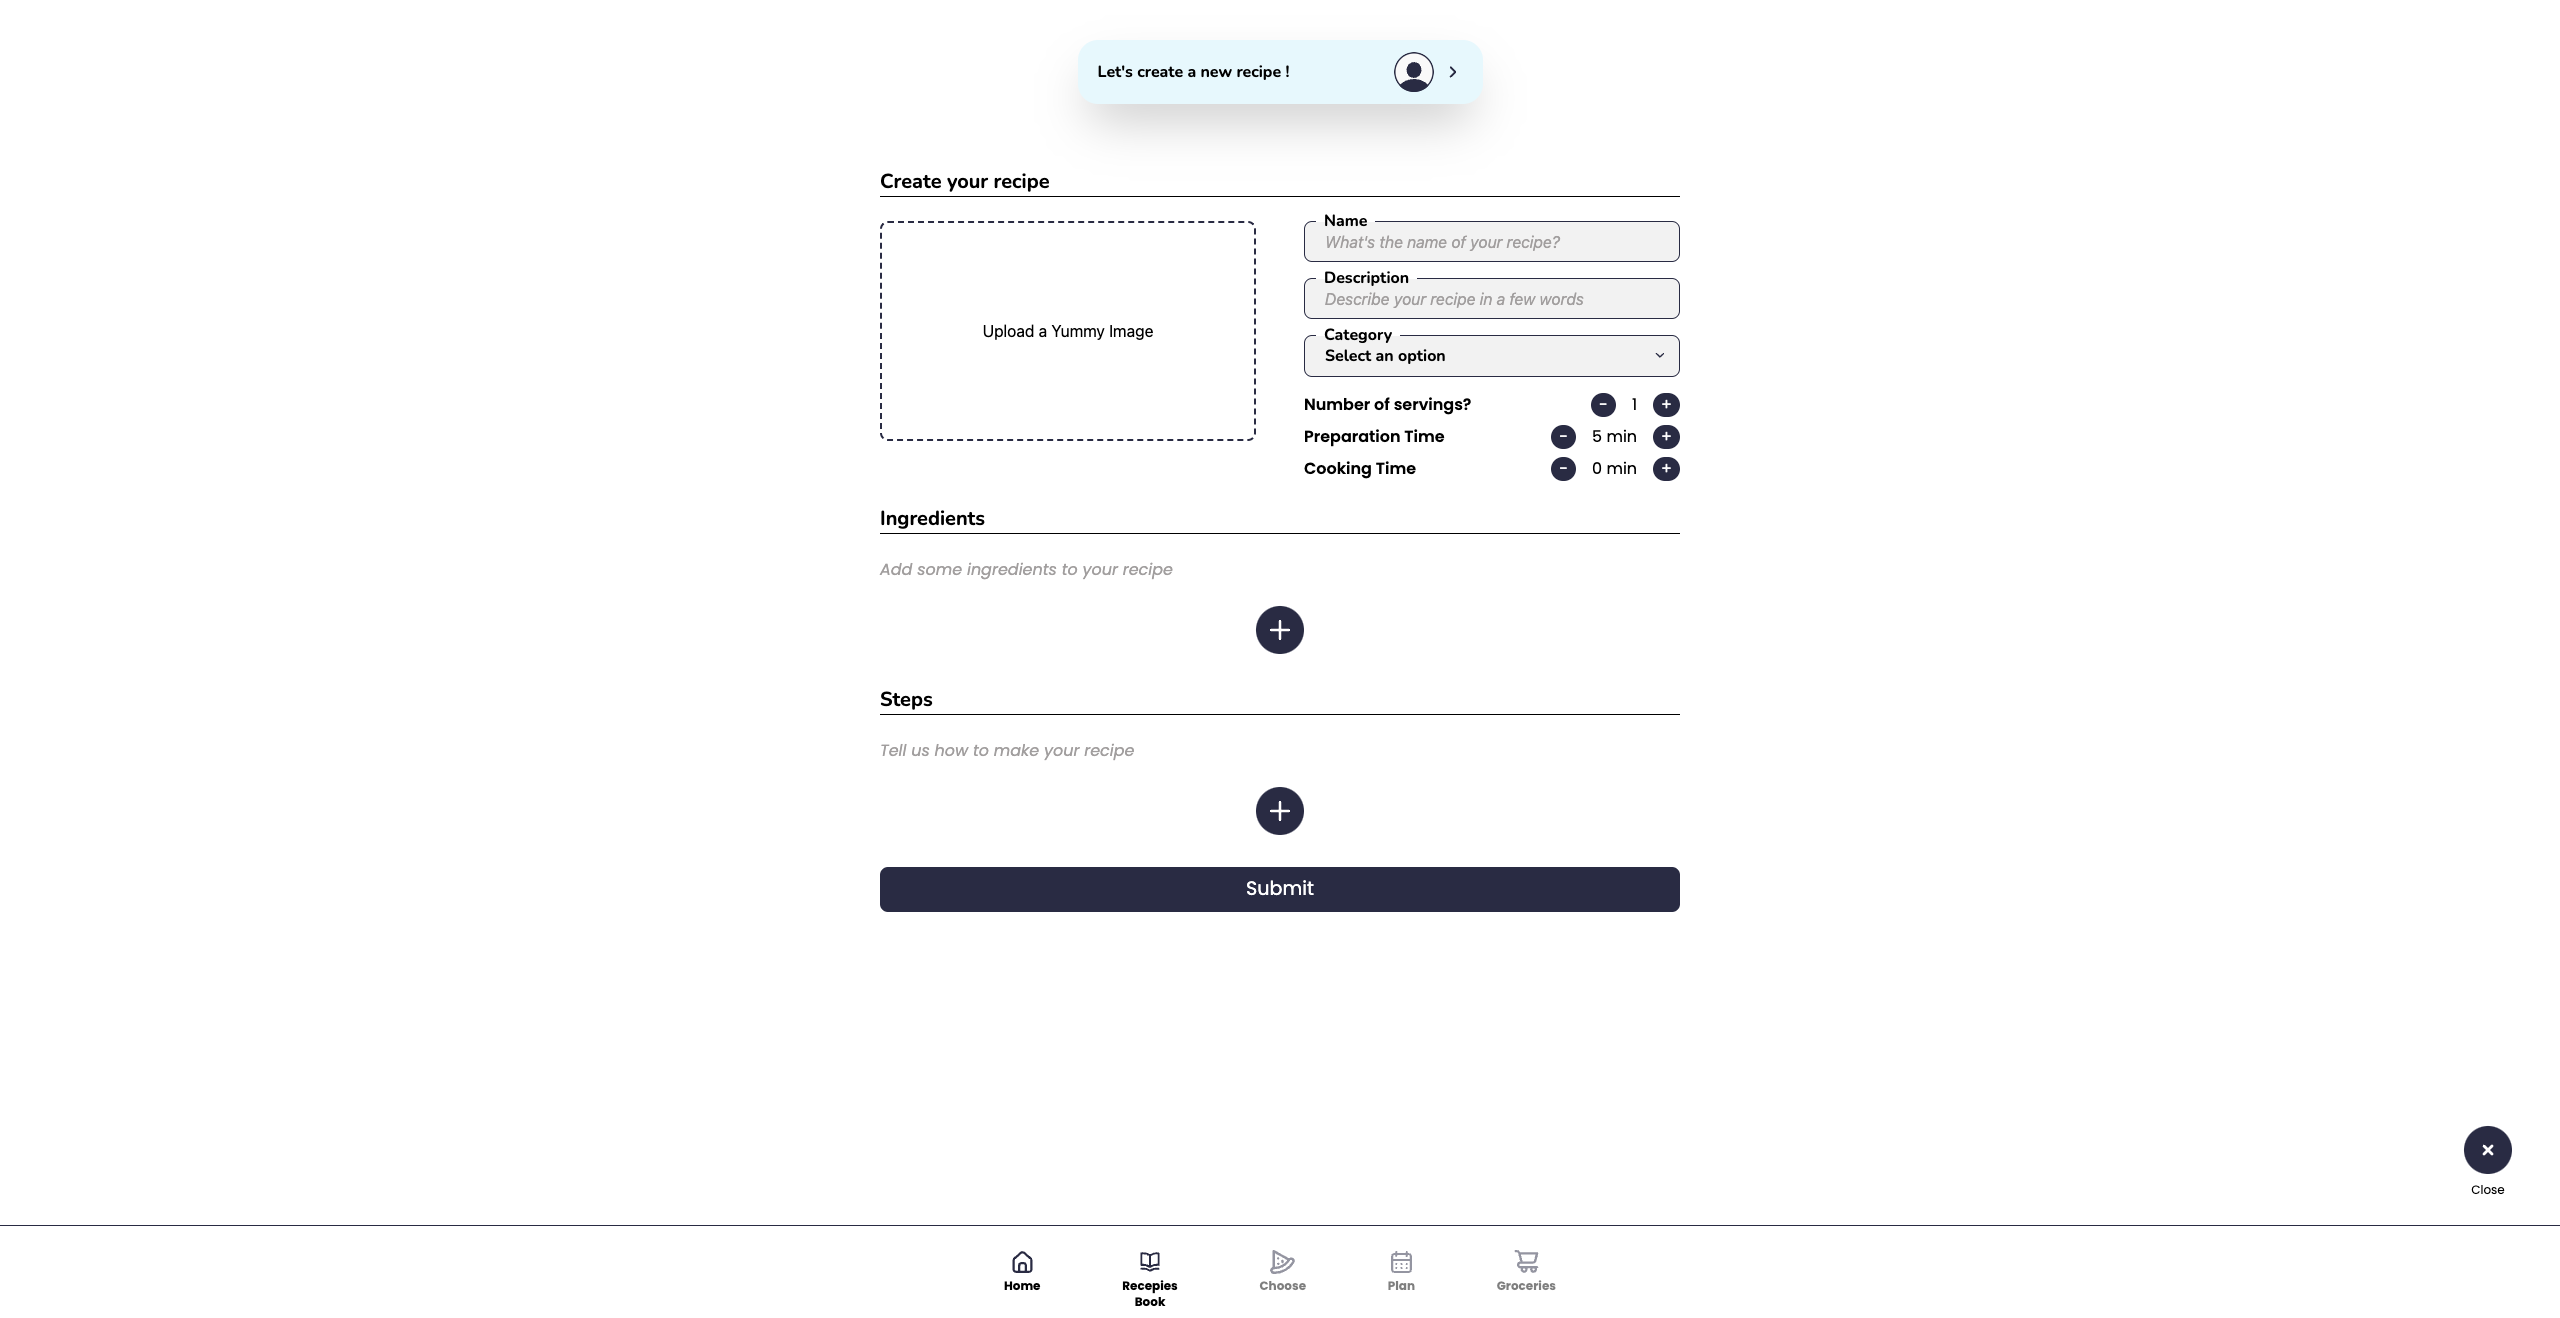 Let's create a new recipe !
Create your recipe
Upload a Yummy Image
Name
What's the name of your recipe?
Description
Describe your recipe in a few words
Category
Select an option
Number of servings?
- 1 +
Preparation Time
- 5 min +
Cooking Time
- 0 min +
Ingredients
Add some ingredients to your recipe
Steps
Tell us how to make your recipe
Submit
Close
Home
Recepies
Book
Choose
Plan
Groceries